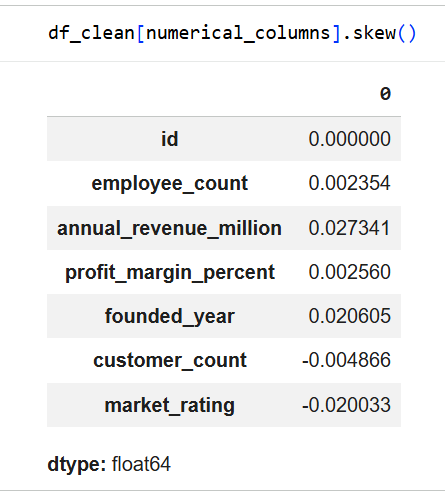 df_clean[numerical_columns].skew()
0
id 0.000000
employee_count 0.002354
annual_revenue_million 0.027341
profit_margin_percent 0.002560
founded_year 0.020605
customer_count -0.004866
market_rating -0.020033
dtype: float64